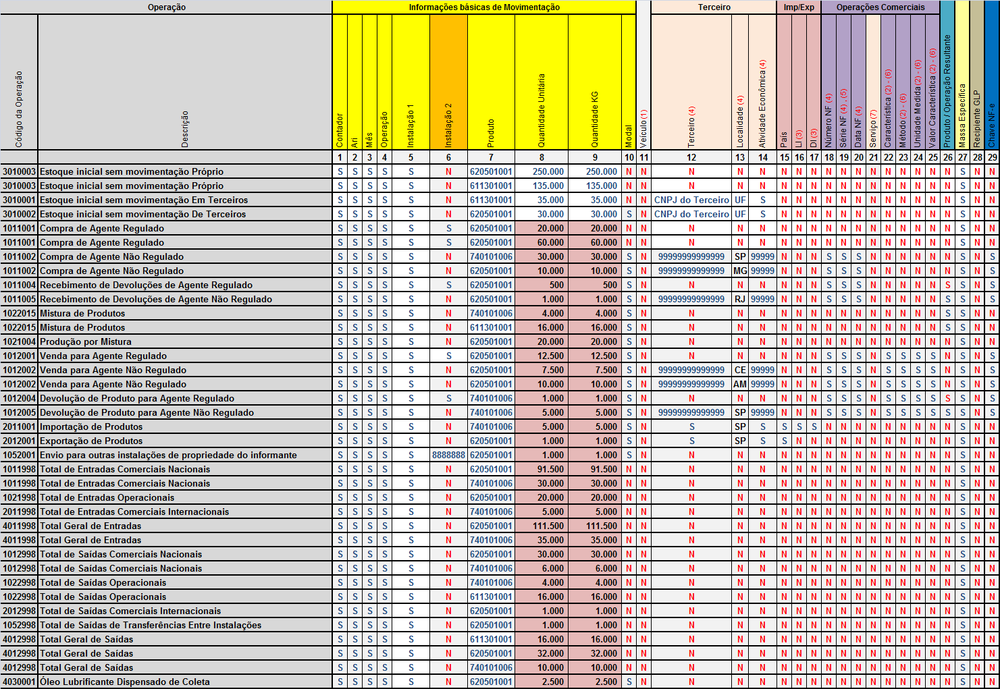 Operação Informações básicas de Movimentação Terceiro Imp/Exp Operações Comerciais
Código da Operação
Descrição
Contador
Ari
Mês
Operação
Instalação 1
Instalação 2
Produto
Quantidade Unitária
Quantidade KG
Modal
Veículo (1)
Terceiro (4)
Localidade (4)
Atividade Econômica (4)
País
LI (3)
DI (3)
Número NF (4)
Série NF (4) , (5)
Data NF (4)
Serviço (7)
Característica (2) - (6)
Método (2) - (6)
Unidade Medida (2) - (6)
Valor Característica (2) - (6)
Produto / Operação Resultante
Massa Específica
Recipiente GLP
Chave NF-e
1 2 3 4 5 6 7 8 9 10 11 12 13 14 15 16 17 18 19 20 21 22 23 24 25 26 27 28 29
3010003 Estoque inicial sem movimentação Próprio S S S S S N 620501001 250.000 250.000 N N N N N N N N N N N N N N N N N S N N
3010003 Estoque inicial sem movimentação Próprio S S S S S N 611301001 135.000 135.000 N N N N N N N N N N N N N N N N N S N N
3010001 Estoque inicial sem movimentação Em Terceiros S S S S S N 611301001 35.000 35.000 N N CNPJ do Terceiro UF S N N N N N N N N N N N N S N N
3010002 Estoque inicial sem movimentação De Terceiros S S S S S N 620501001 30.000 30.000 S N CNPJ do Terceiro UF S N N N N N N N N N N N N S N N
1011001 Compra de Agente Regulado S S S S S S 620501001 20.000 20.000 N N N N N N N N N N N N N N N N N S N N
1011001 Compra de Agente Regulado S S S S S S 620501001 60.000 60.000 N N N N N N N N N N N N N N N N N S N N
1011002 Compra de Agente Não Regulado S S S S S N 740101006 30.000 30.000 S N 99999999999999 SP 99999 N N N S S S N N N N N N S N S
1011002 Compra de Agente Não Regulado S S S S S N 620501001 10.000 10.000 S N 99999999999999 MG 99999 N N N S S S N N N N N N S N S
1011004 Recebimento de Devoluções de Agente Regulado S S S S S S 620501001 500 500 S N N N N N N N S S S N N N N N S S N S
1011005 Recebimento de Devoluções de Agente Não Regulado S S S S S N 620501001 1.000 1.000 S N 99999999999999 RJ 99999 N N N S S S N N N N N S S N S
1022015 Mistura de Produtos S S S S S N 740101006 4.000 4.000 S N N N N N N N N N N N N N N N S S N N
1022015 Mistura de Produtos S S S S S N 611301001 16.000 16.000 S N N N N N N N N N N N N N N N S S N N
1021004 Produção por Mistura S S S S S N 620501001 20.000 20.000 S N N N N N N N N N N N N N N N N S N N
1012001 Venda para Agente Regulado S S S S S S 620501001 12.500 12.500 S N N N N N N N S S S N S S S S N S N S
1012002 Venda para Agente Não Regulado S S S S S N 620501001 7.500 7.500 S N 99999999999999 CE 99999 N N N S S S N S S S S N S N S
1012002 Venda para Agente Não Regulado S S S S S N 620501001 10.000 10.000 S N 99999999999999 AM 99999 N N N S S S N S S S S N S N S
1012004 Devolução de Produto para Agente Regulado S S S S S S 740101006 1.000 1.000 S N N N N N N N S S S N S S S S S S N S
1012005 Devolução de Produto para Agente Não Regulado S S S S S N 740101006 5.000 5.000 S N 99999999999999 SP 99999 N N N S S S N S S S S S S N S
2011001 Importação de Produtos S S S S S N 740101006 5.000 5.000 S N S SP S S S S N N N N N N N N N S N N
2012001 Exportação de Produtos S S S S S N 620501001 1.000 1.000 S N S SP S S N N N N N N N N N N N S N N
1052001 Envio para outras instalações de propriedade do informante S S S S S 8888888 620501001 1.000 1.000 S N N N N N N N N N N N N N N N N S N N
1011998 Total de Entradas Comerciais Nacionais S S S S S N 620501001 91.500 91.500 N N N N N N N N N N N N N N N N N S N N
1011998 Total de Entradas Comerciais Nacionais S S S S S N 740101006 30.000 30.000 N N N N N N N N N N N N N N N N N S N N
1021998 Total de Entradas Operacionais S S S S S N 620501001 20.000 20.000 N N N N N N N N N N N N N N N N N S N N
2011998 Total de Entradas Comerciais Internacionais S S S S S N 740101006 5.000 5.000 N N N N N N N N N N N N N N N N N S N N
4011998 Total Geral de Entradas S S S S S N 620501001 111.500 111.500 N N N N N N N N N N N N N N N N N S N N
4011998 Total Geral de Entradas S S S S S N 740101006 35.000 35.000 N N N N N N N N N N N N N N N N N S N N
1012998 Total de Saídas Comerciais Nacionais S S S S S N 620501001 30.000 30.000 N N N N N N N N N N N N N N N N N S N N
1012998 Total de Saídas Comerciais Nacionais S S S S S N 740101006 6.000 6.000 N N N N N N N N N N N N N N N N N S N N
1022998 Total de Saídas Operacionais S S S S S N 740101006 4.000 4.000 N N N N N N N N N N N N N N N N N S N N
1022998 Total de Saídas Operacionais S S S S S N 611301001 16.000 16.000 N N N N N N N N N N N N N N N N N S N N
2012998 Total de Saídas Comerciais Internacionais S S S S S N 620501001 1.000 1.000 N N N N N N N N N N N N N N N N N S N N
1052998 Total de Saídas de Transferências Entre Instalações S S S S S N 620501001 1.000 1.000 N N N N N N N N N N N N N N N N N S N N
4012998 Total Geral de Saídas S S S S S N 611301001 16.000 16.000 N N N N N N N N N N N N N N N N N S N N
4012998 Total Geral de Saídas S S S S S N 620501001 32.000 32.000 N N N N N N N N N N N N N N N N N S N N
4012998 Total Geral de Saídas S S S S S N 740101006 10.000 10.000 N N N N N N N N N N N N N N N N N S N N
4030001 Óleo Lubrificante Dispensado de Coleta S S S S S N 620501001 2.500 2.500 S N N N N N N N N N N N N N N N N S N N